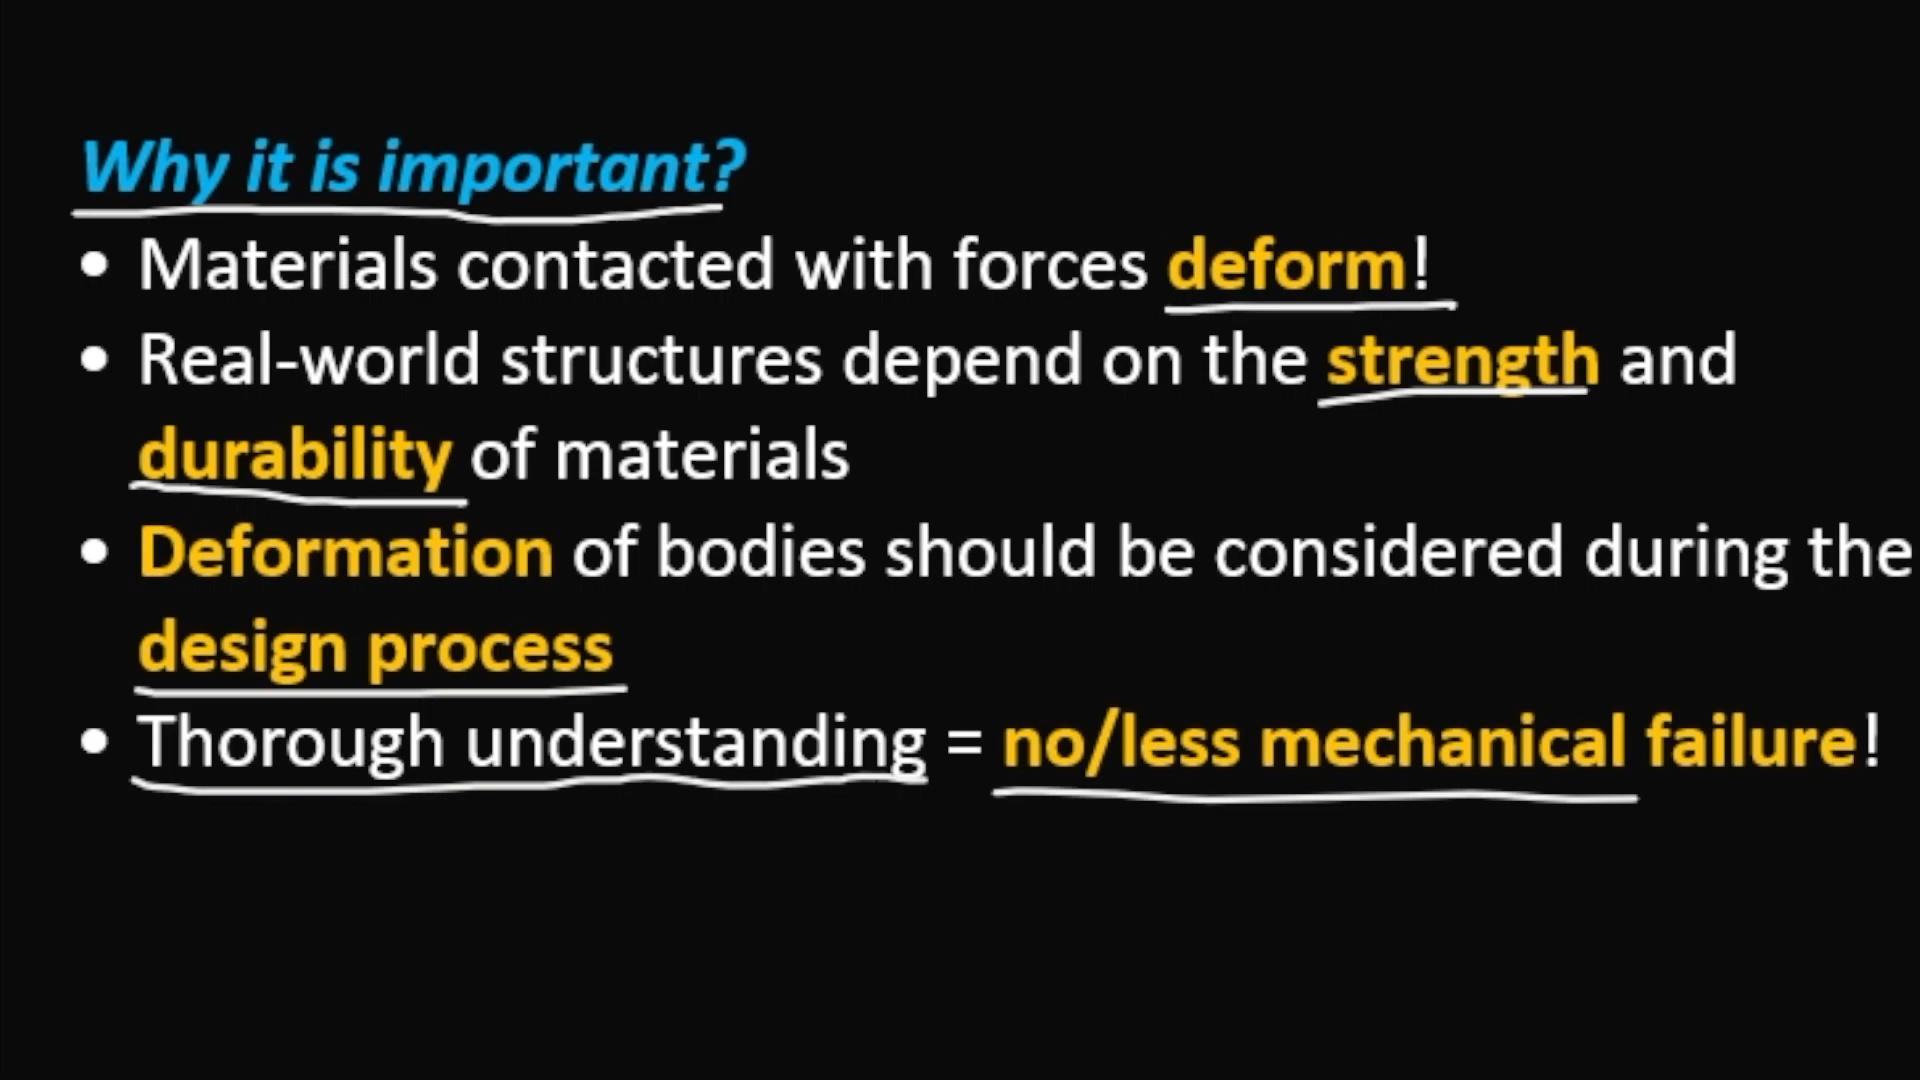 Why it is important?
• Materials contacted with forces deform!
• Real-world structures depend on the strength and
durability of materials
• Deformation of bodies should be considered during the
design process
• Thorough understanding = no/less mechanical failure!